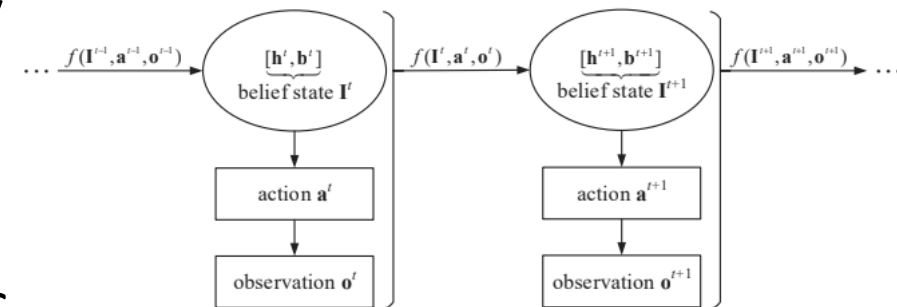 ··· f(I^{t-1}, a^{t-1}, o^{t-1}) [h^t, b^t] f(I^t, a^t, o^t) [h^{t+1}, b^{t+1}] f(I^{t+1}, a^{t+1}, o^{t+1}) ···
belief state I^t belief state I^{t+1}
action a^t action a^{t+1}
observation o^t observation o^{t+1}